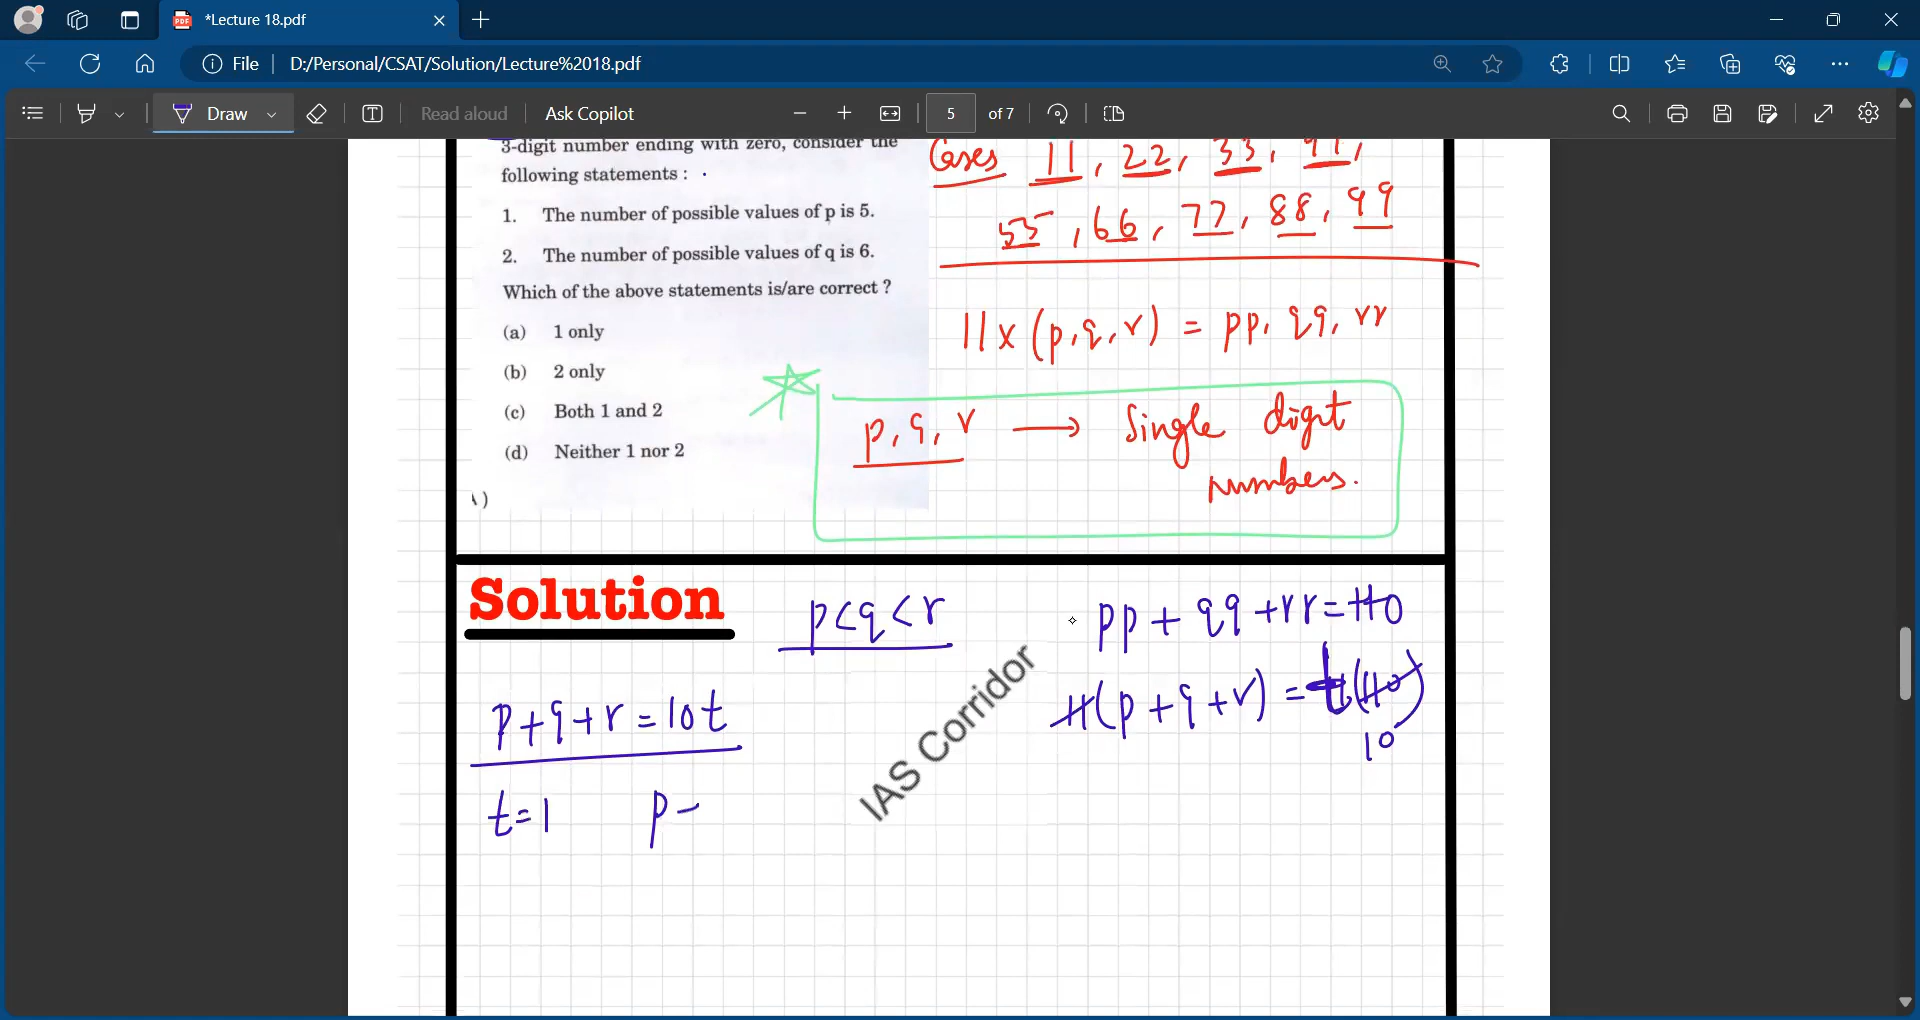 *Lecture 18.pdf
File D:/Personal/CSAT/Solution/Lecture%2018.pdf
Draw Read aloud Ask Copilot 5 of 7
3-digit number ending with zero, consider the
following statements :
1. The number of possible values of p is 5.
2. The number of possible values of q is 6.
Which of the above statements is/are correct ?
(a) 1 only
(b) 2 only
(c) Both 1 and 2
(d) Neither 1 nor 2
Cases 11, 22, 33, 44,
55, 66, 77, 88, 99
11 x (p, q, r) = pp, qq, rr
p, q, r → Single digit
numbers.
Solution
p < q < r
pp + qq + rr = 110
11(p + q + r) = t(110)
10
p + q + r = 10t
t = 1 p -
IAS Corridor